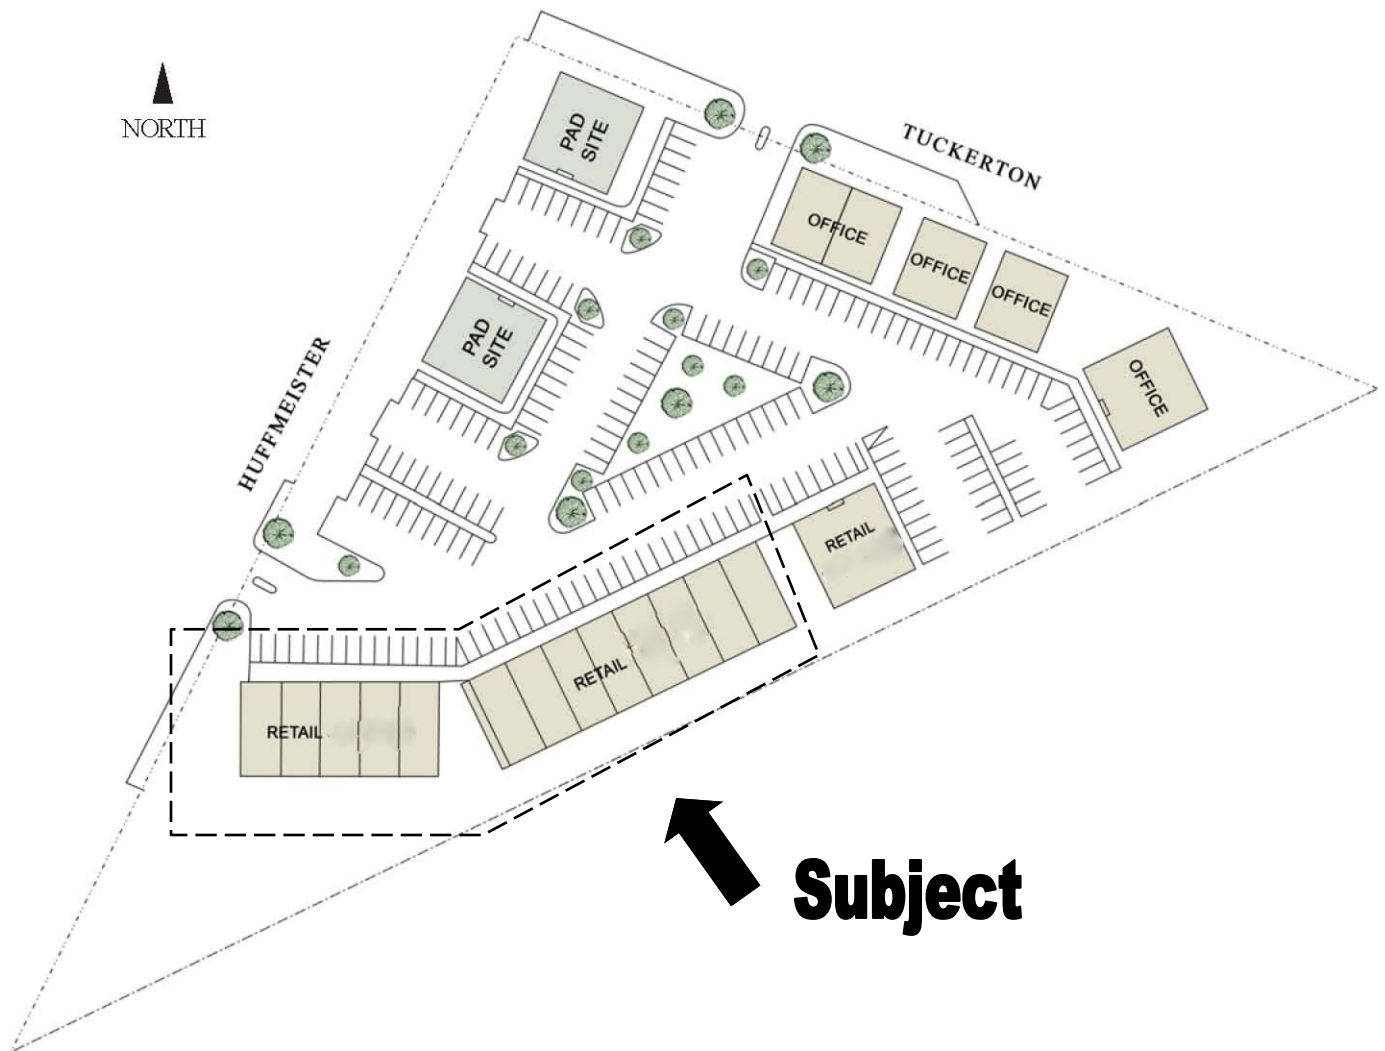 NORTH
TUCKERTON
HUFFMEISTER
PAD
SITE
OFFICE
OFFICE
OFFICE
OFFICE
PAD
SITE
RETAIL
RETAIL
RETAIL
Subject